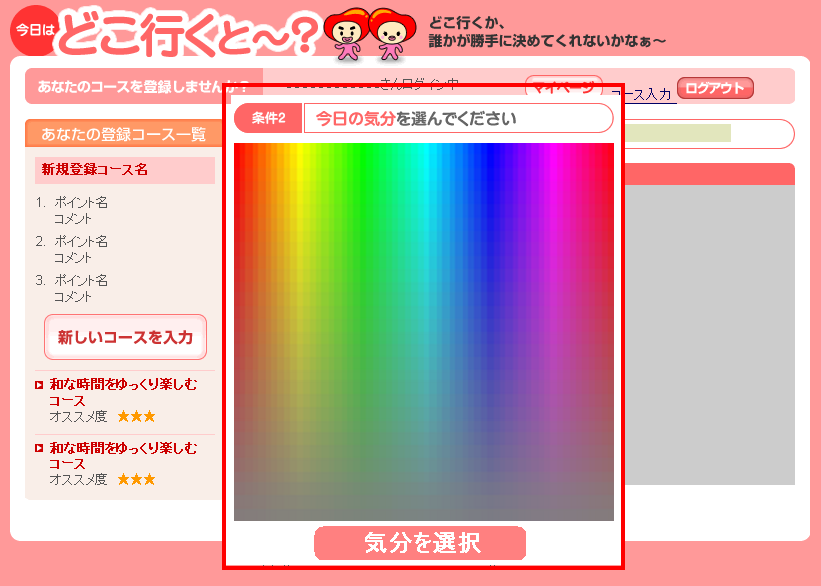 今日は
どこ行くと～?
どこ行くか、
誰かが勝手に決めてくれないかなぁ～
あなたのコースを登録しませんか?
さんログイン中
マイページ
コース入力
ログアウト
あなたの登録コース一覧
新規登録コース名
1. ポイント名
コメント
2. ポイント名
コメント
3. ポイント名
コメント
新しいコースを入力
和な時間をゆっくり楽しむ
コース
オススメ度 ★★★
和な時間をゆっくり楽しむ
コース
オススメ度 ★★★
条件2
今日の気分を選んでください
気分を選択